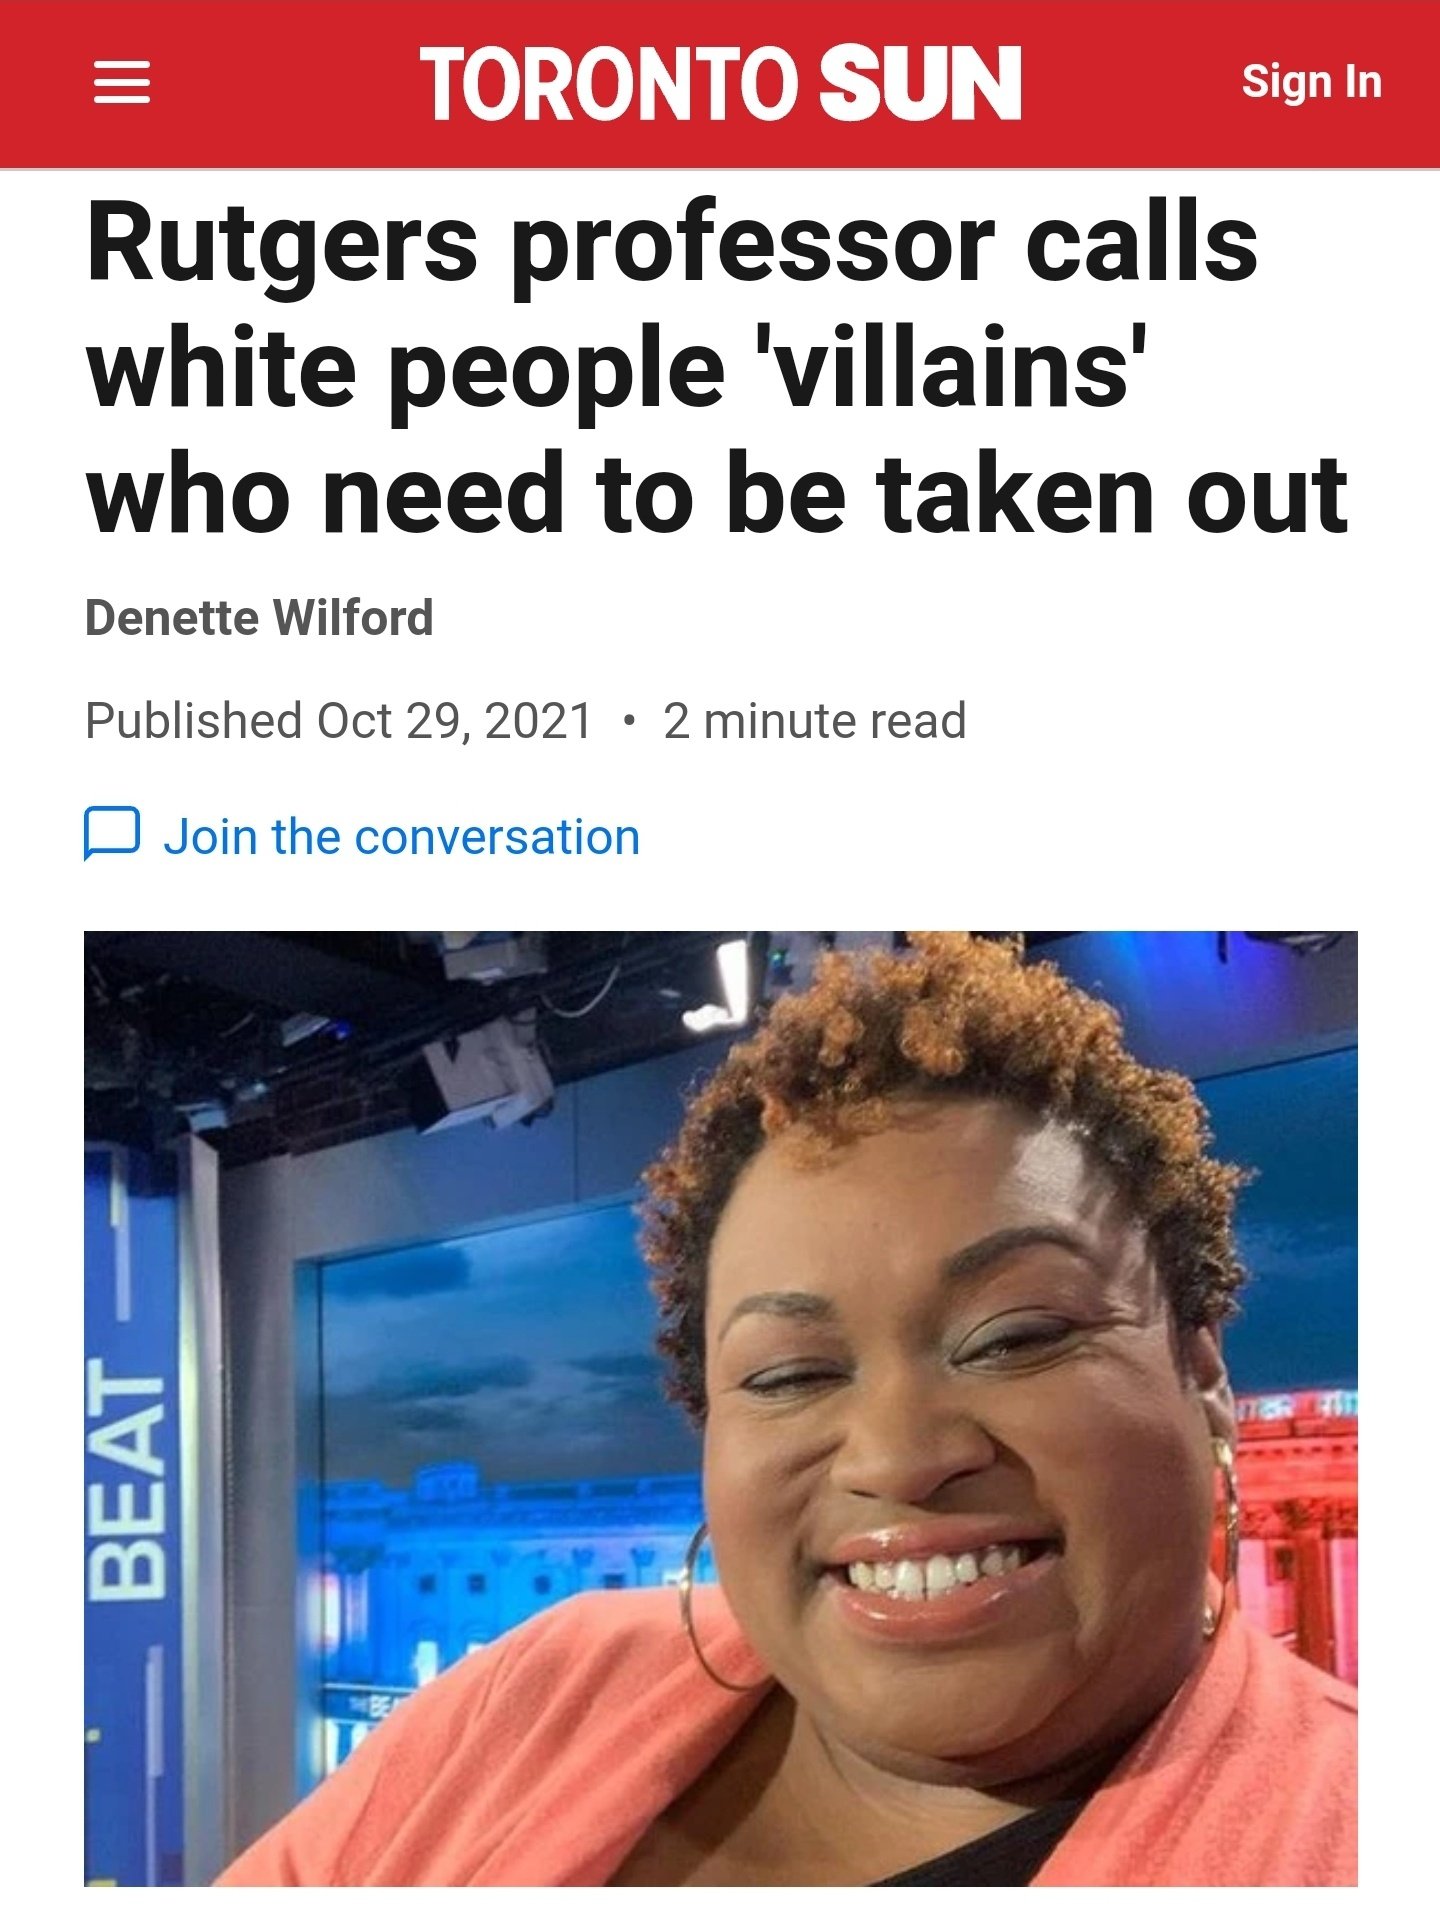 TORONTO SUN
Sign In
Rutgers professor calls
white people 'villains'
who need to be taken out
Denette Wilford
Published Oct 29, 2021 • 2 minute read
Join the conversation
BEAT